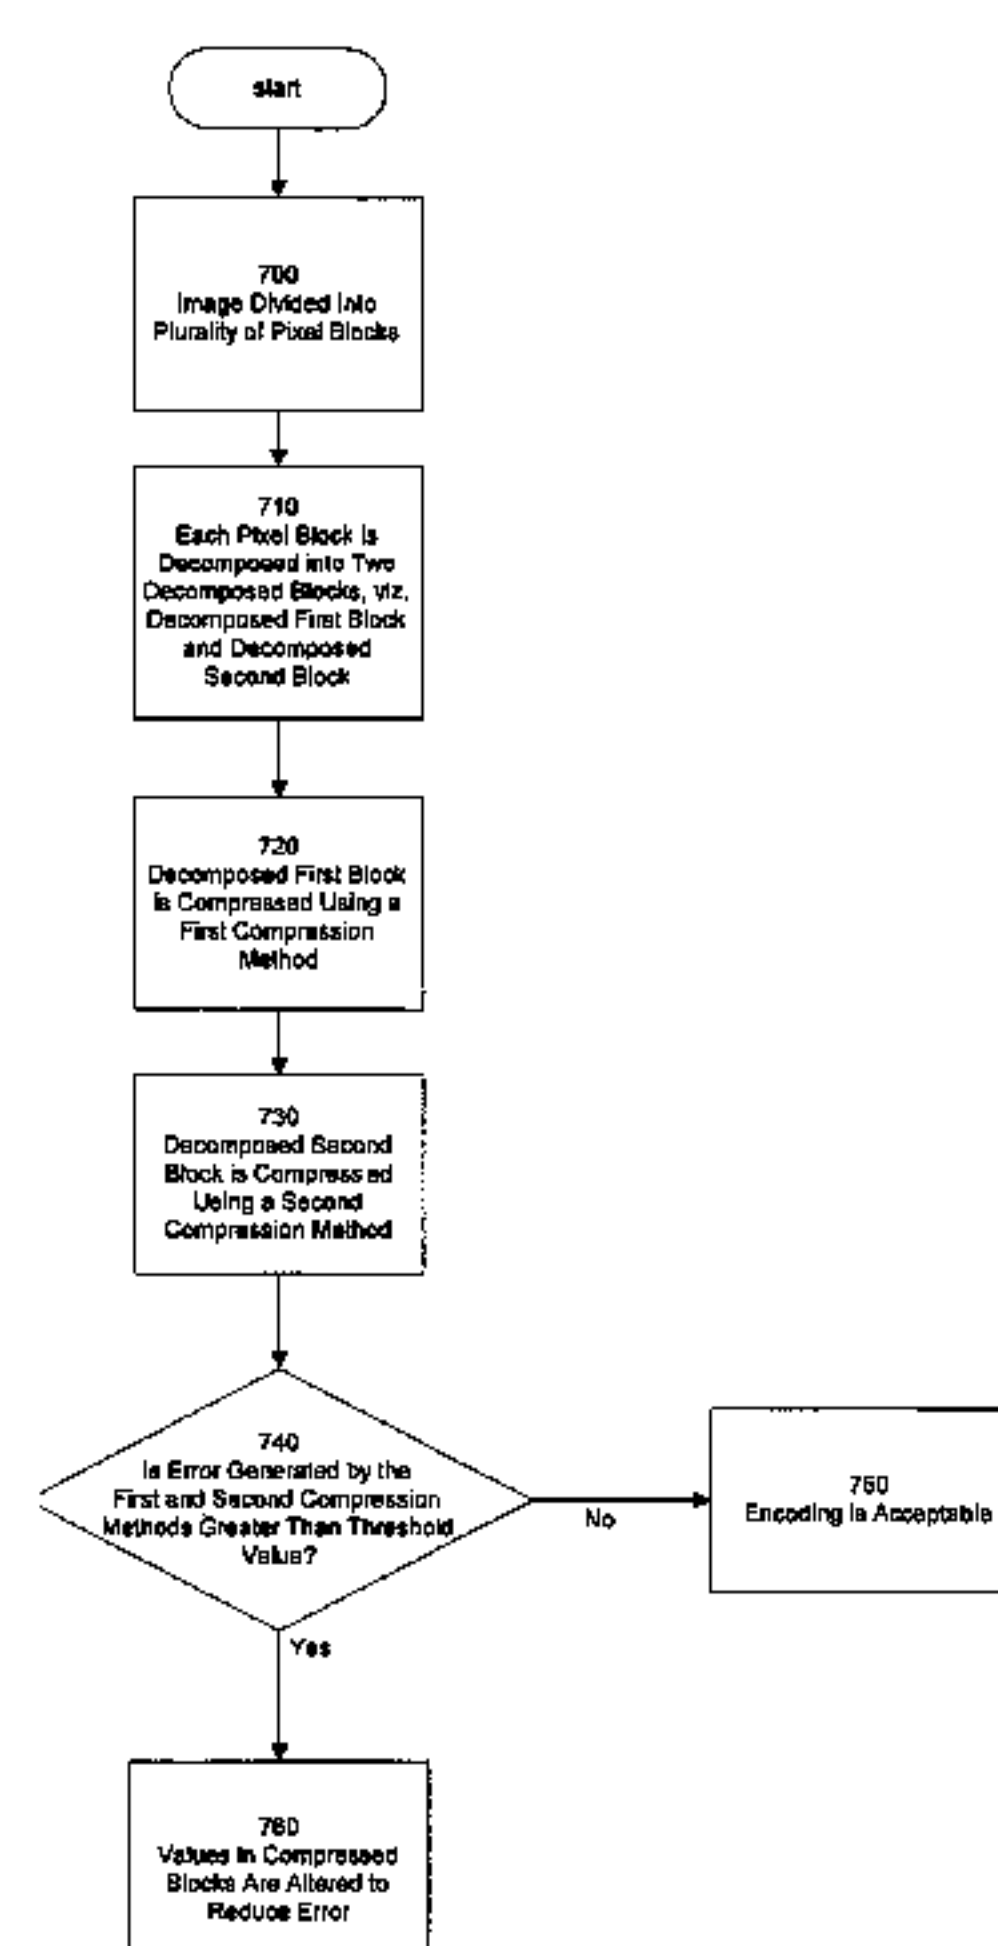 start
700
Image Divided Into
Plurality of Pixel Blocks
710
Each Pixel Block is
Decomposed into Two
Decomposed Blocks, viz.
Decomposed First Block
and Decomposed
Second Block
720
Decomposed First Block
is Compressed Using a
First Compression
Method
730
Decomposed Second
Block is Compressed
Using a Second
Compression Method
740
Is Error Generated by the
First and Second Compression
Methods Greater Than Threshold
Value?
No
Encoding is Acceptable
Yes
Values in Compressed
Blocks Are Altered to
Reduce Error